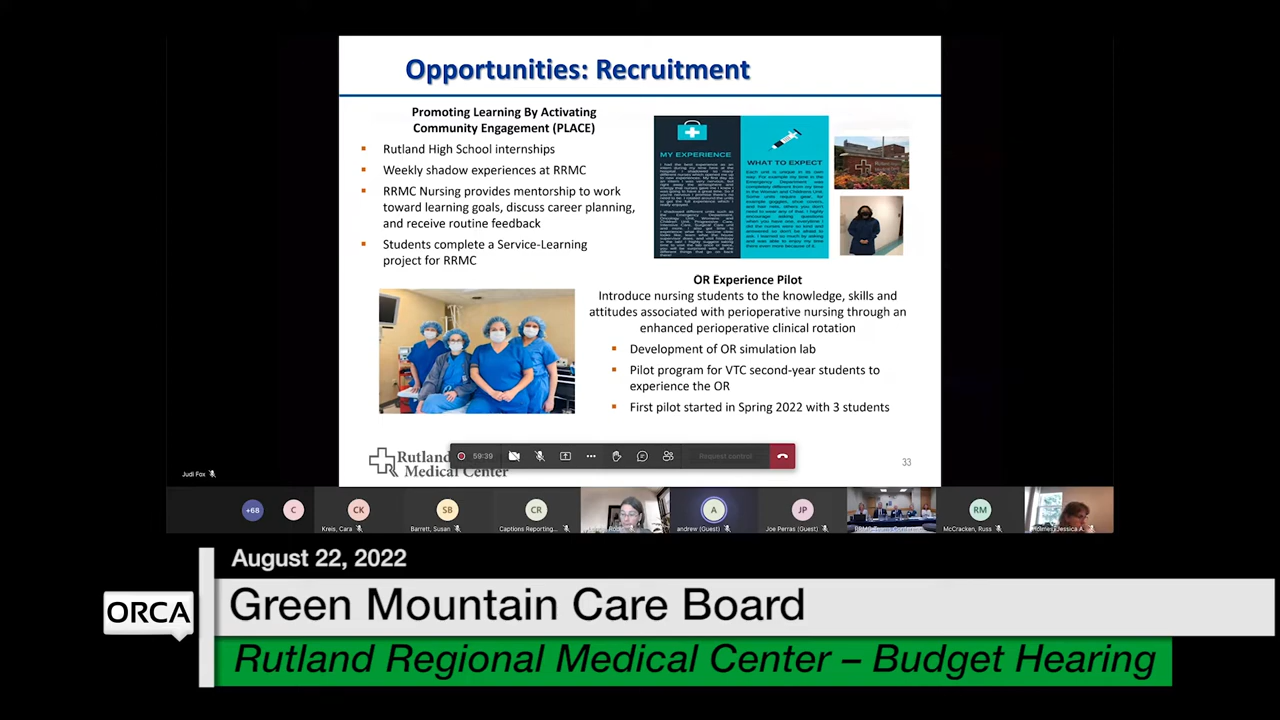 Opportunities: Recruitment
Promoting Learning By Activating
Community Engagement (PLACE)
Rutland High School internships
Weekly shadow experiences at RRMC
RRMC Nursing provides mentorship to work
toward learning goals, discuss career planning,
and receive routine feedback
Students complete a Service-Learning
project for RRMC
MY EXPERIENCE
WHAT TO EXPECT
OR Experience Pilot
Introduce nursing students to the knowledge, skills and
attitudes associated with perioperative nursing through an
enhanced perioperative clinical rotation
Development of OR simulation lab
Pilot program for VTC second-year students to
experience the OR
First pilot started in Spring 2022 with 3 students
Rutland
Medical Center
59:39
Request control
33
Judi Fox
+68
C
CK
SB
CR
A
JP
RM
Kreis, Cara
Barrett, Susan
Captions Reporting...
andrew (Guest)
Joe Perras (Guest)
McCracken, Russ
August 22, 2022
ORCA
Green Mountain Care Board
Rutland Regional Medical Center – Budget Hearing